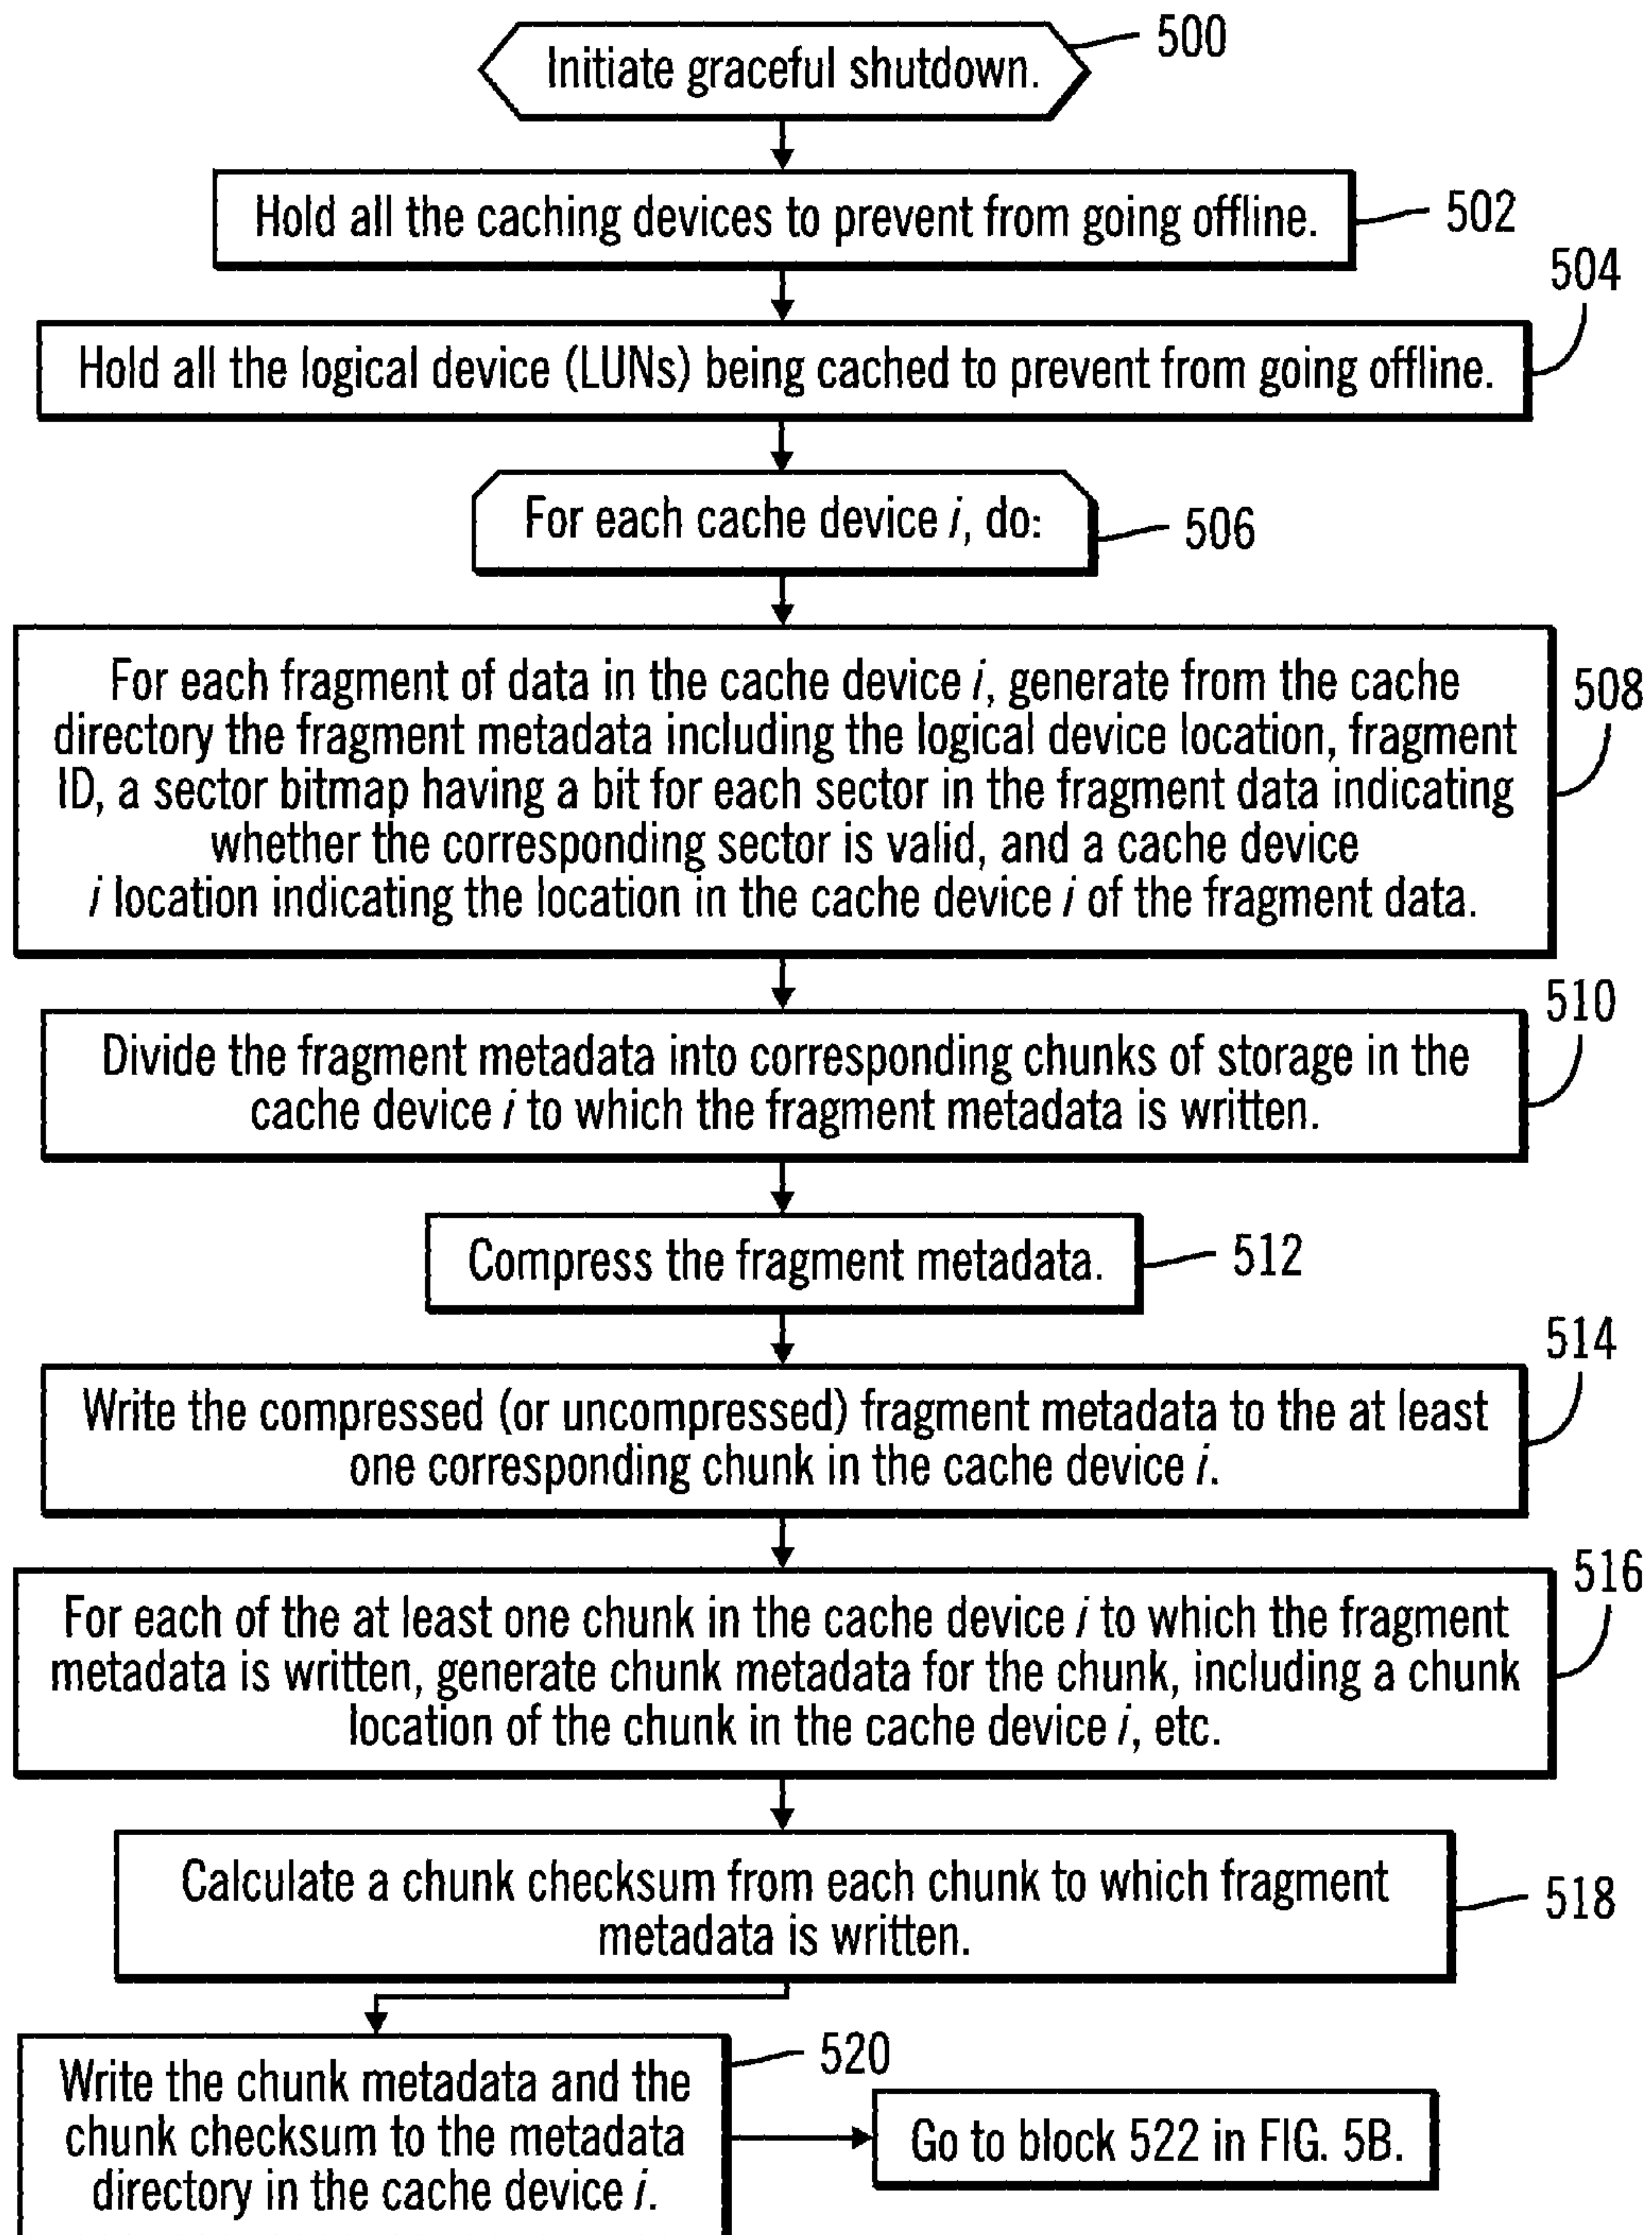 Initiate graceful shutdown.
500
Hold all the caching devices to prevent from going offline.
502
504
Hold all the logical device (LUNs) being cached to prevent from going offline.
For each cache device i, do:
506
For each fragment of data in the cache device i, generate from the cache
directory the fragment metadata including the logical device location, fragment
ID, a sector bitmap having a bit for each sector in the fragment data indicating
whether the corresponding sector is valid, and a cache device
i location indicating the location in the cache device i of the fragment data.
508
510
Divide the fragment metadata into corresponding chunks of storage in the
cache device i to which the fragment metadata is written.
Compress the fragment metadata.
512
514
Write the compressed (or uncompressed) fragment metadata to the at least
one corresponding chunk in the cache device i.
516
For each of the at least one chunk in the cache device i to which the fragment
metadata is written, generate chunk metadata for the chunk, including a chunk
location of the chunk in the cache device i, etc.
Calculate a chunk checksum from each chunk to which fragment
metadata is written.
518
520
Write the chunk metadata and the
chunk checksum to the metadata
directory in the cache device i.
Go to block 522 in FIG. 5B.